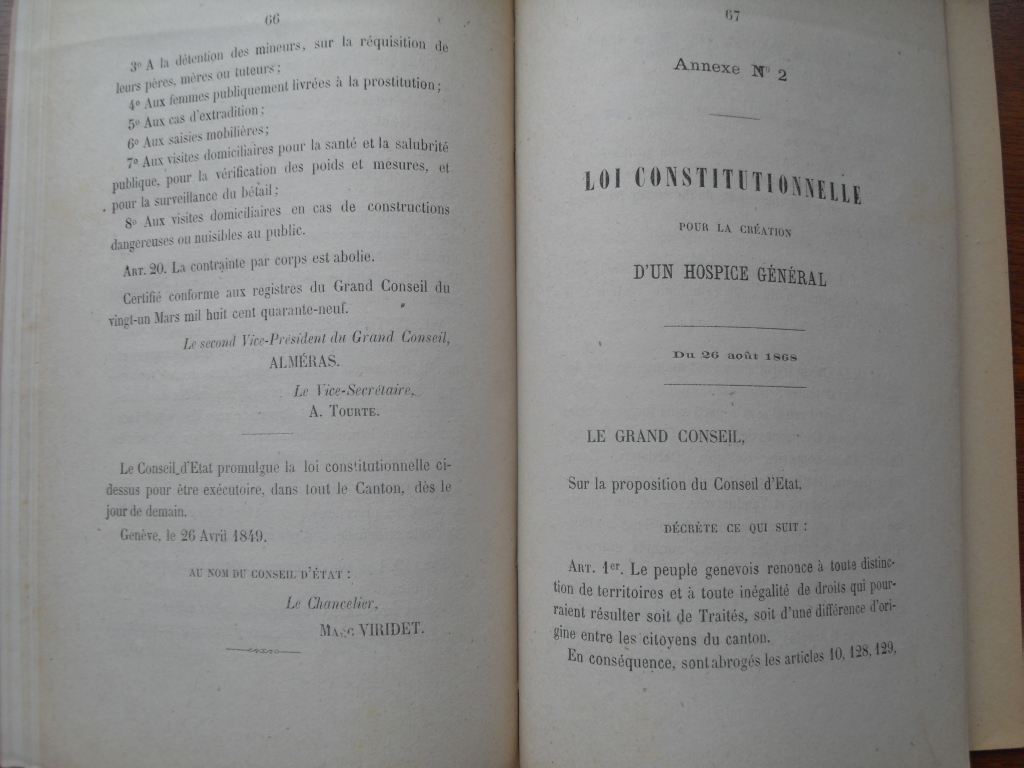 66
3º A la détention des mineurs, sur la réquisition de
leurs pères, mères ou tuteurs;
4º Aux femmes publiquement livrées à la prostitution;
5º Aux cas d'extradition;
6º Aux saisies mobilières;
7º Aux visites domiciliaires pour la santé et la salubrité
publique, pour la vérification des poids et mesures, et
pour la surveillance du bétail;
8º Aux visites domiciliaires en cas de constructions
dangereuses ou nuisibles au public.
ART. 20. La contrainte par corps est abolie.
Certifié conforme aux registres du Grand Conseil du
vingt-un Mars mil huit cent quarante-neuf.
Le second Vice-Président du Grand Conseil,
ALMÉRAS.
Le Vice-Secrétaire,
A. TOURTE.
Le Conseil d'Etat promulgue la loi constitutionnelle ci-
dessus pour être exécutoire, dans tout le Canton, dès le
jour de demain.
Genève, le 26 Avril 1849.
AU NOM DU CONSEIL D'ÉTAT :
Le Chancelier,
MARC VIRIDET.
67
Annexe Nº 2
LOI CONSTITUTIONNELLE
POUR LA CRÉATION
D'UN HOSPICE GÉNÉRAL
Du 26 août 1868
LE GRAND CONSEIL,
Sur la proposition du Conseil d'Etat,
DÉCRÈTE CE QUI SUIT :
ART. 1er. Le peuple genevois renonce à toute distinc-
tion de territoires et à toute inégalité de droits qui pour-
raient résulter soit de Traités, soit d'une différence d'ori-
gine entre les citoyens du canton.
En conséquence, sont abrogés les articles 10, 128, 129,